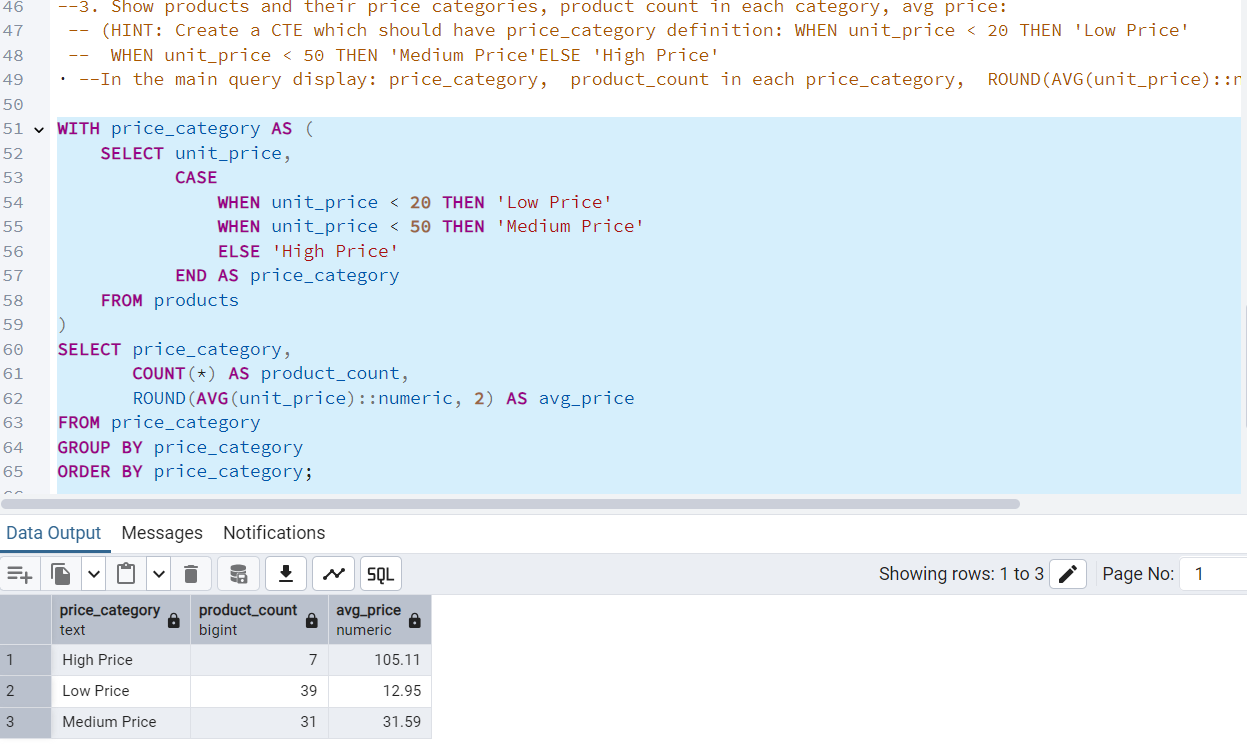 46 --3. Show products and their price categories, product count in each category, avg price:
47 -- (HINT: Create a CTE which should have price_category definition: WHEN unit_price < 20 THEN 'Low Price'
48 -- WHEN unit_price < 50 THEN 'Medium Price'ELSE 'High Price'
49 · --In the main query display: price_category, product_count in each price_category, ROUND(AVG(unit_price)::n
50
51 WITH price_category AS (
52 SELECT unit_price,
53 CASE
54 WHEN unit_price < 20 THEN 'Low Price'
55 WHEN unit_price < 50 THEN 'Medium Price'
56 ELSE 'High Price'
57 END AS price_category
58 FROM products
59 )
60 SELECT price_category,
61 COUNT(*) AS product_count,
62 ROUND(AVG(unit_price)::numeric, 2) AS avg_price
63 FROM price_category
64 GROUP BY price_category
65 ORDER BY price_category;
Data Output Messages Notifications
SQL Showing rows: 1 to 3 Page No: 1
price_category product_count avg_price
text bigint numeric
1 High Price 7 105.11
2 Low Price 39 12.95
3 Medium Price 31 31.59